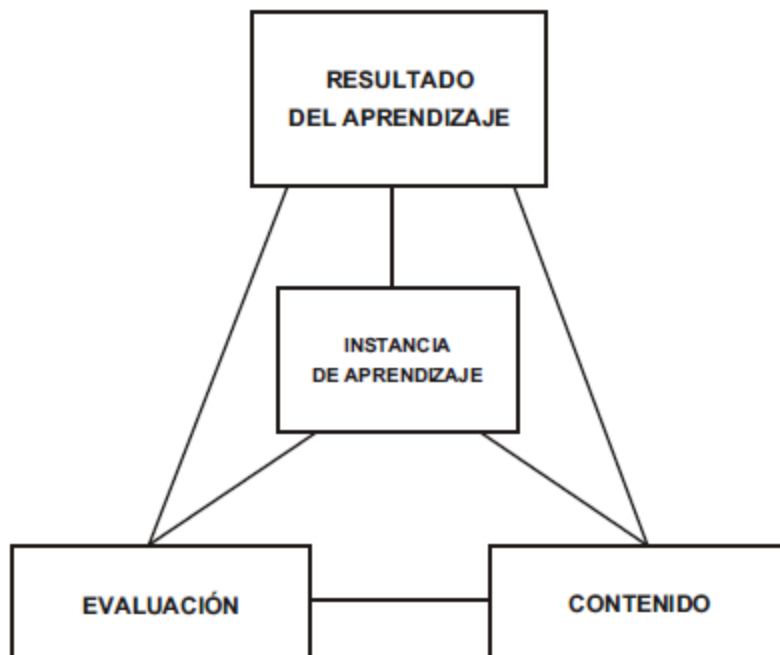 RESULTADO
DEL APRENDIZAJE
INSTANCIA
DE APRENDIZAJE
EVALUACIÓN
CONTENIDO